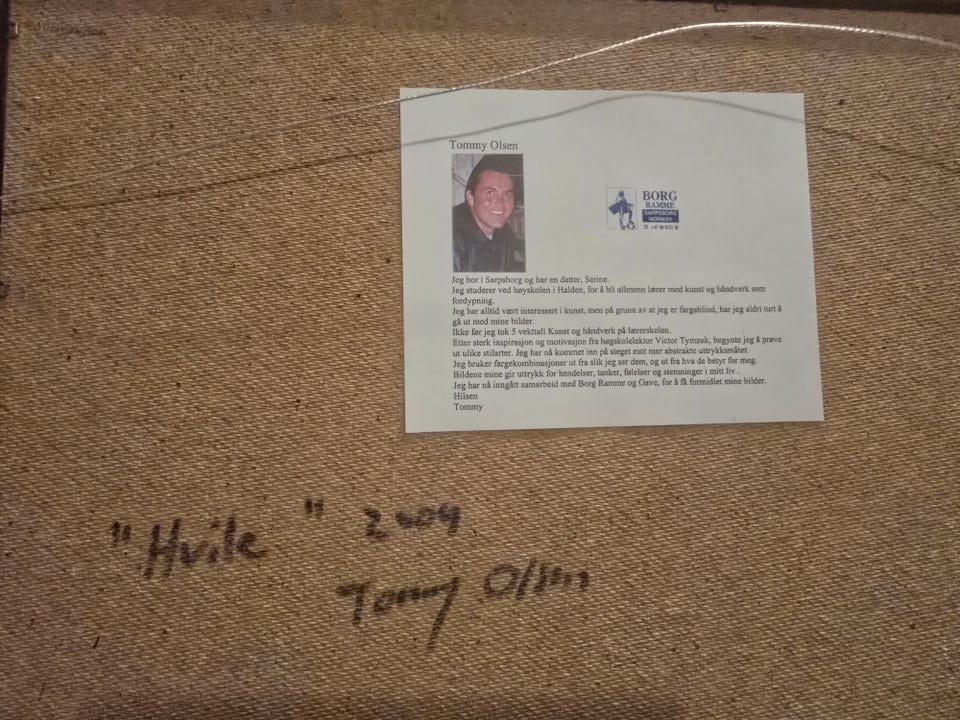 Tommy Olsen
BORG
RAMME
SARPSBORG
NORWAY
Jeg bor i Sarpsborg og har en datter, Serine.
Jeg studerer ved høyskolen i Halden, for å bli allmenn lærer med kunst og håndverk som
fordypning.
Jeg har alltid vært interessert i kunst, men på grunn av at jeg er fargeblind, har jeg aldri turt å
gå ut med mine bilder.
Ikke før jeg tok 5 vekttall Kunst og håndverk på lærerskolen.
Etter sterk inspirasjon og motivasjon fra høgskolelektor Victor Tymzuk, begynte jeg å prøve
ut ulike stilarter. Jeg har nå kommet inn på steget mot mer abstrakte uttrykksmåter.
Jeg bruker fargekombinasjoner ut fra slik jeg ser dem, og ut fra hva de betyr for meg.
Bildene mine gir uttrykk for hendelser, tanker, følelser og stemninger i mitt liv .
Jeg har nå inngått samarbeid med Borg Ramme og Gave, for å få formidlet mine bilder.
Hilsen
Tommy
"Hvile" 2004
Tommy Olsen